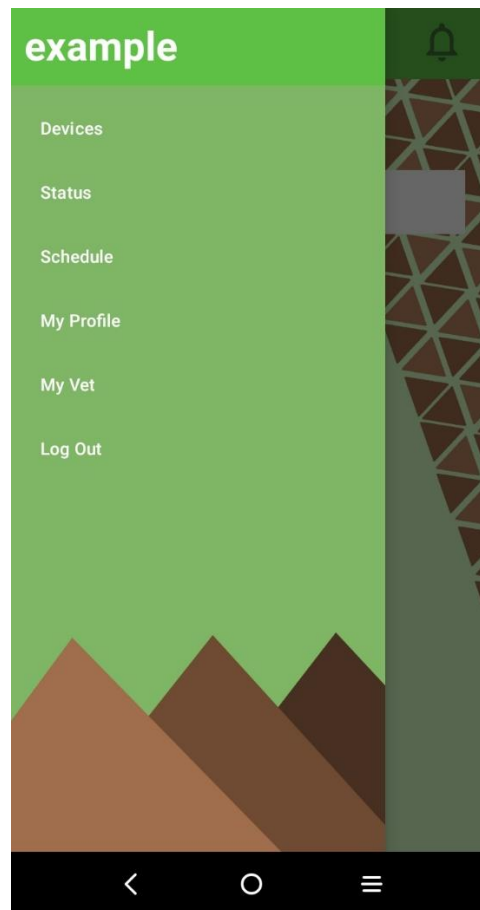 example
Devices
Status
Schedule
My Profile
My Vet
Log Out